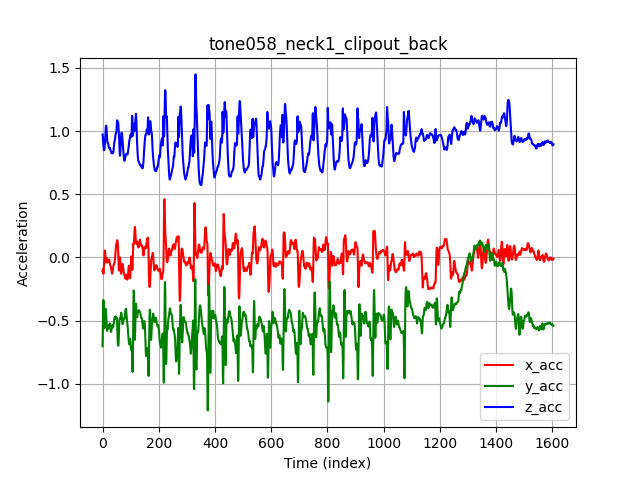 tone058_neck1_clipout_back
1.5
1.0
0.5
0.0
−0.5
−1.0
Acceleration
0 200 400 600 800 1000 1200 1400 1600
Time (index)
x_acc
y_acc
z_acc